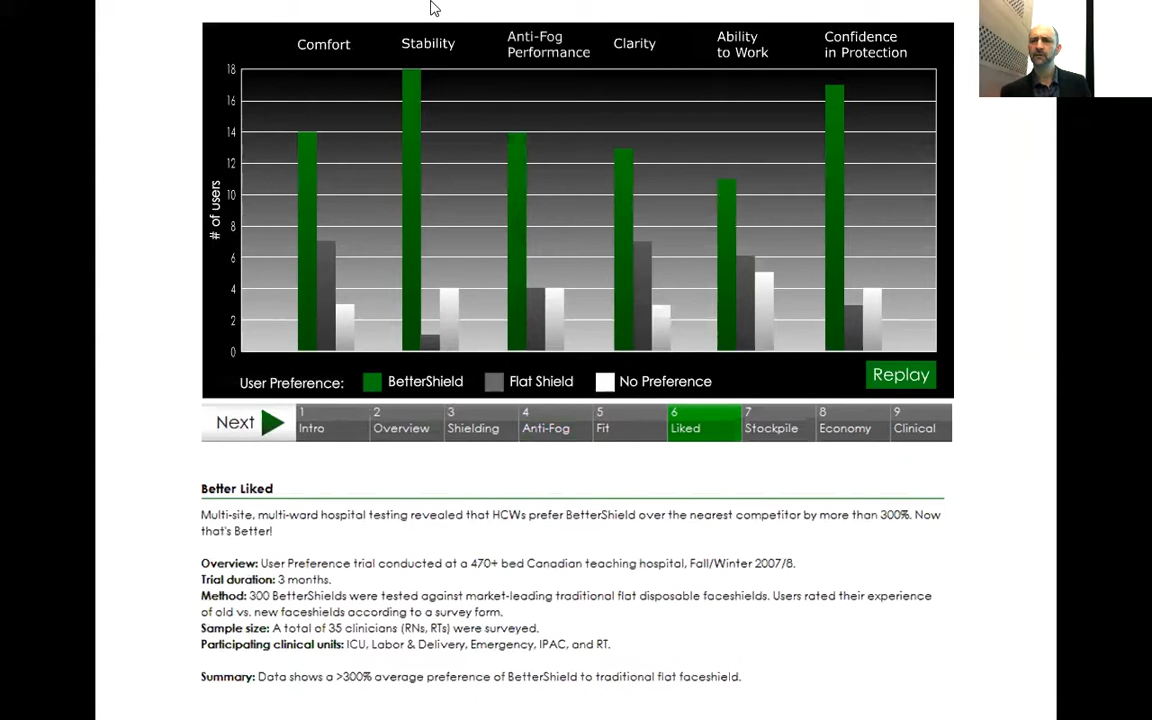 Comfort
Stability
Anti-Fog
Performance
Clarity
Ability
to Work
Confidence
in Protection
18
16
14
12
10
8
6
4
2
0
# of users
User Preference:
BetterShield
Flat Shield
No Preference
Replay
Next
1
Intro
2
Overview
3
Shielding
4
Anti-Fog
5
Fit
6
Liked
7
Stockpile
8
Economy
9
Clinical
Better Liked
Multi-site, multi-ward hospital testing revealed that HCWs prefer BetterShield over the nearest competitor by more than 300%. Now
that's Better!
Overview: User Preference trial conducted at a 470+ bed Canadian teaching hospital, Fall/Winter 2007/8.
Trial duration: 3 months.
Method: 300 BetterShields were tested against market-leading traditional flat disposable faceshields. Users rated their experience
of old vs. new faceshields according to a survey form.
Sample size: A total of 35 clinicians (RNs, RTs) were surveyed.
Participating clinical units: ICU, Labor & Delivery, Emergency, IPAC, and RT.
Summary: Data shows a >300% average preference of BetterShield to traditional flat faceshield.